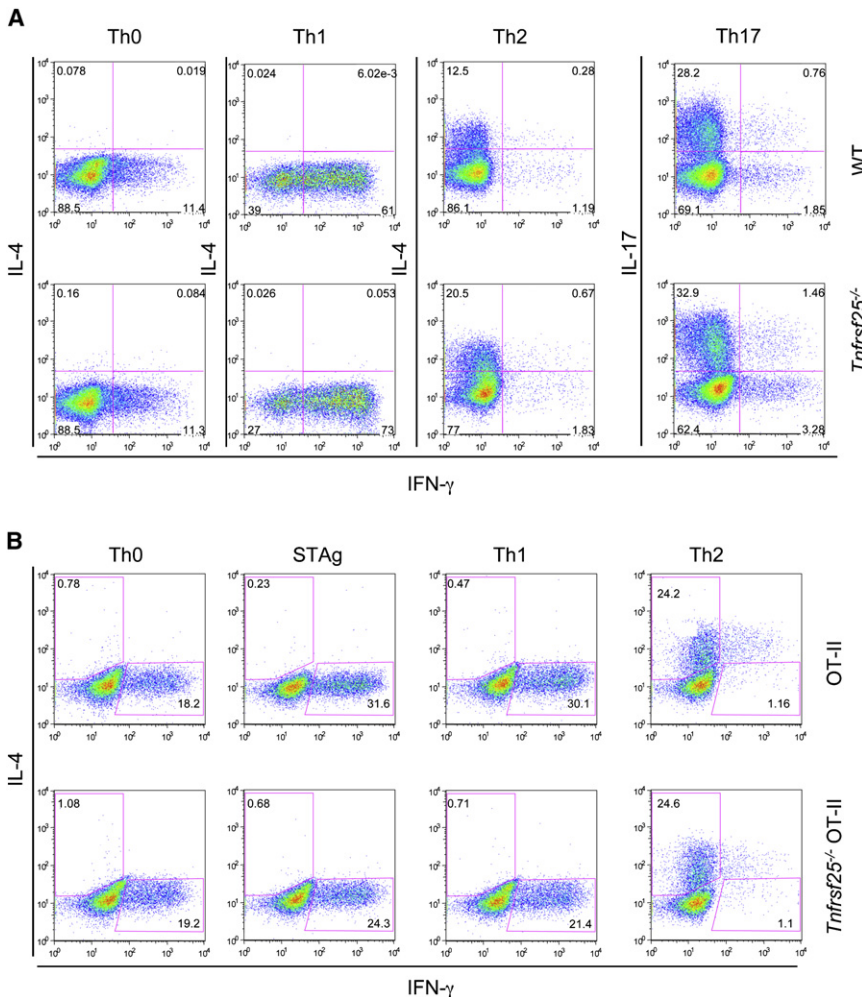 A
Th0 Th1 Th2 Th17
0.078 0.019
88.5 11.4
0.024 6.02e-3
39 61
12.5 0.28
86.1 1.19
28.2 0.76
69.1 1.85
WT
IL-4 IL-4 IL-4 IL-17
0.16 0.084
88.5 11.3
0.026 0.053
27 73
20.5 0.67
77 1.83
32.9 1.46
62.4 3.28
Tnfrsf25-/-
10⁰ 10¹ 10² 10³ 10⁴
IFN-γ
B
Th0 STAg Th1 Th2
0.78
18.2
0.23
31.6
0.47
30.1
24.2
1.16
OT-II
IL-4
1.08
19.2
0.68
24.3
0.71
21.4
24.6
1.1
Tnfrsf25-/- OT-II
10⁰ 10¹ 10² 10³ 10⁴
IFN-γ